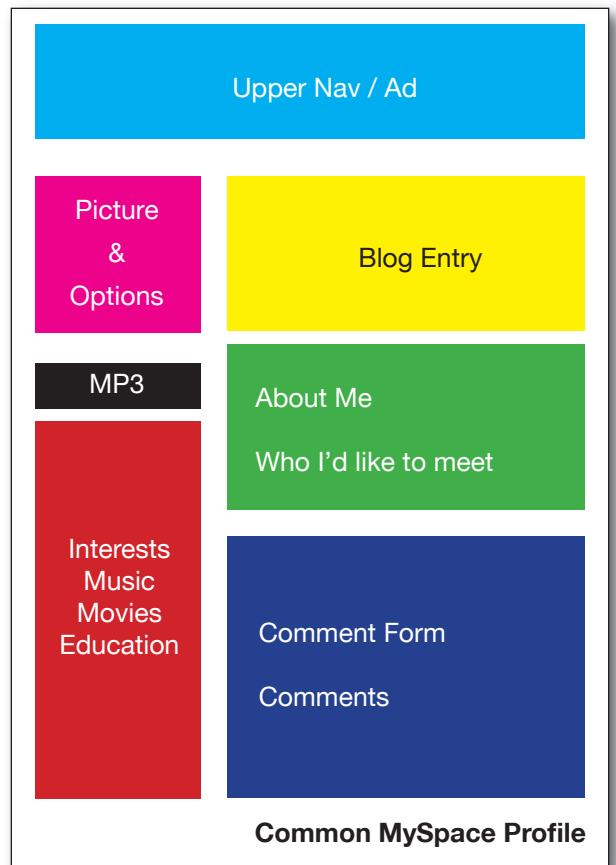 Upper Nav / Ad
Picture
&
Options
Blog Entry
MP3
About Me
Who I’d like to meet
Interests
Music
Movies
Education
Comment Form
Comments
Common MySpace Profile